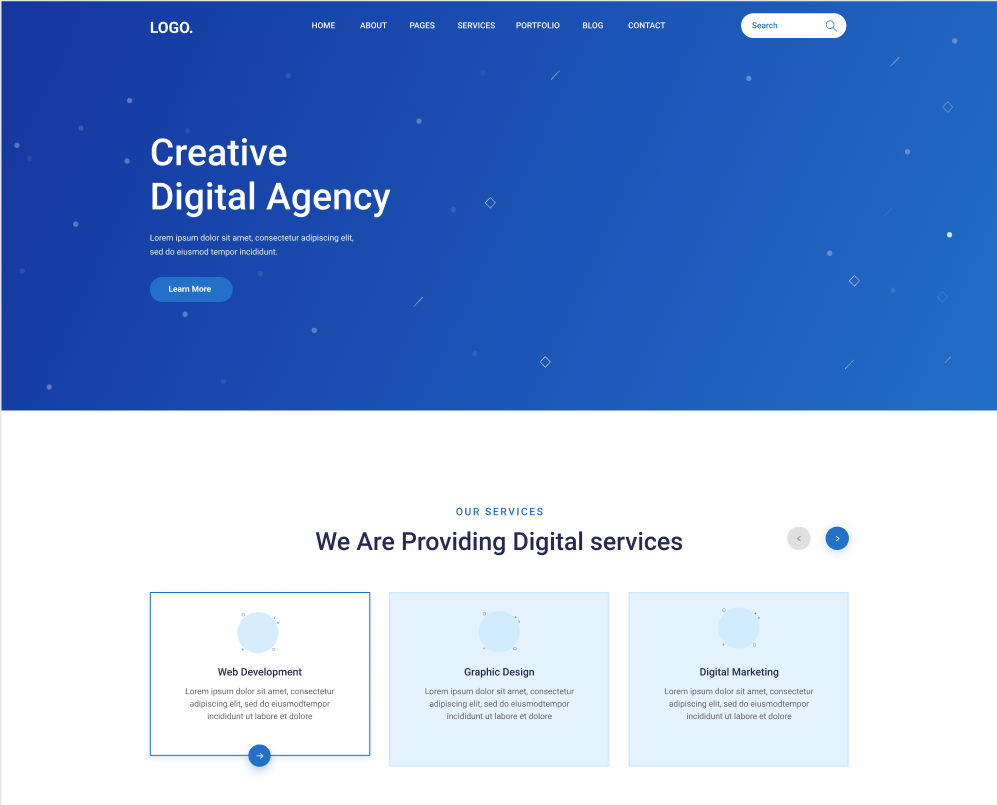 LOGO.
HOME ABOUT PAGES SERVICES PORTFOLIO BLOG CONTACT
Search
Creative
Digital Agency
Lorem ipsum dolor sit amet, consectetur adipiscing elit,
sed do eiusmod tempor incididunt.
Learn More
OUR SERVICES
We Are Providing Digital services
Web Development
Lorem ipsum dolor sit amet, consectetur
adipiscing elit, sed do eiusmodtempor
incididunt ut labore et dolore
Graphic Design
Lorem ipsum dolor sit amet, consectetur
adipiscing elit, sed do eiusmodtempor
incididunt ut labore et dolore
Digital Marketing
Lorem ipsum dolor sit amet, consectetur
adipiscing elit, sed do eiusmodtempor
incididunt ut labore et dolore